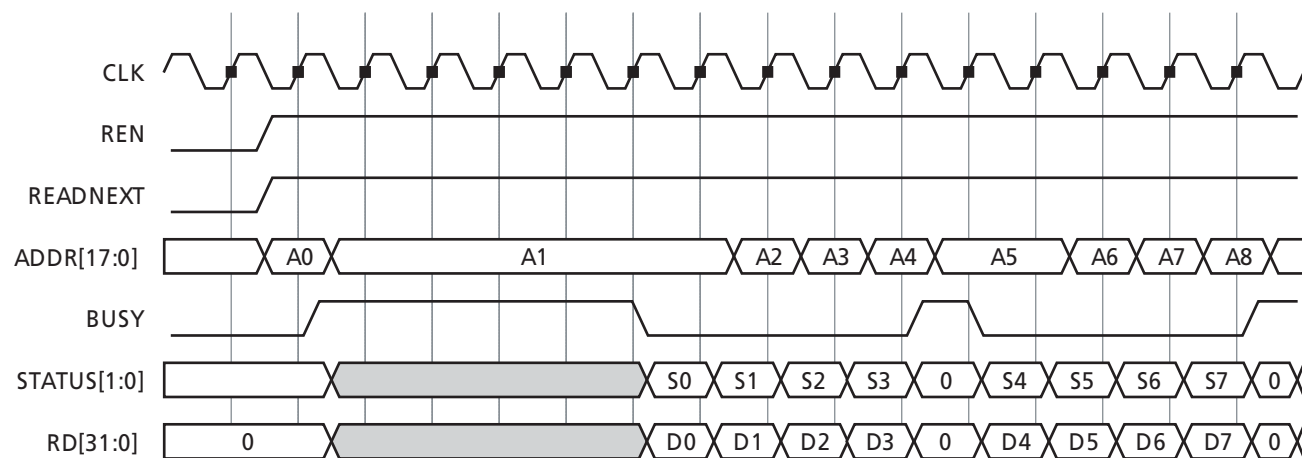 CLK
REN
READNEXT
ADDR[17:0] A0 A1 A2 A3 A4 A5 A6 A7 A8
BUSY
STATUS[1:0] S0 S1 S2 S3 0 S4 S5 S6 S7 0
RD[31:0] 0 D0 D1 D2 D3 0 D4 D5 D6 D7 0